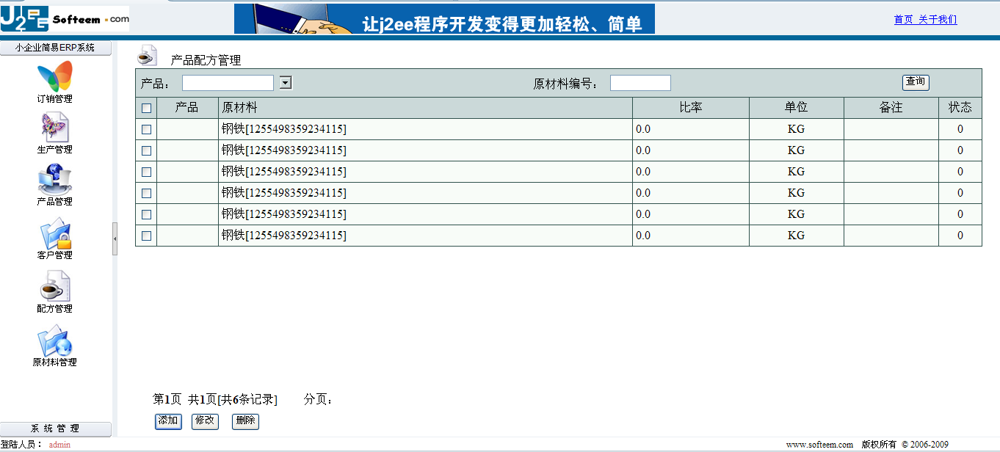 J2EE Softeem .com
让j2ee程序开发变得更加轻松、简单
首页 关于我们
小企业简易ERP系统
订销管理
生产管理
产品管理
客户管理
配方管理
原材料管理
系 统 管 理
产品配方管理
产品： 原材料编号： 查询
产品 原材料 比率 单位 备注 状态
钢铁[1255498359234115] 0.0 KG 0
钢铁[1255498359234115] 0.0 KG 0
钢铁[1255498359234115] 0.0 KG 0
钢铁[1255498359234115] 0.0 KG 0
钢铁[1255498359234115] 0.0 KG 0
钢铁[1255498359234115] 0.0 KG 0
第1页 共1页[共6条记录] 分页：
添加 修改 删除
登陆人员： admin
www.softeem.com 版权所有 © 2006-2009